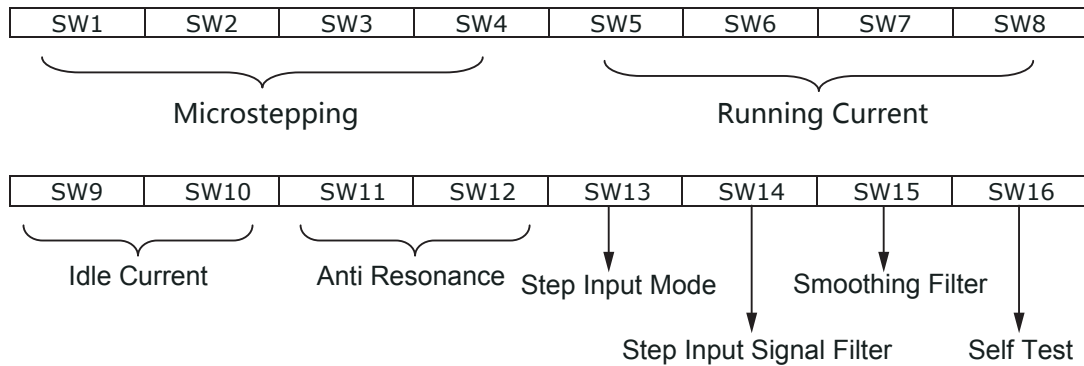 SW1 SW2 SW3 SW4 SW5 SW6 SW7 SW8
Microstepping Running Current
SW9 SW10 SW11 SW12 SW13 SW14 SW15 SW16
Idle Current Anti Resonance Step Input Mode Smoothing Filter
Step Input Signal Filter Self Test